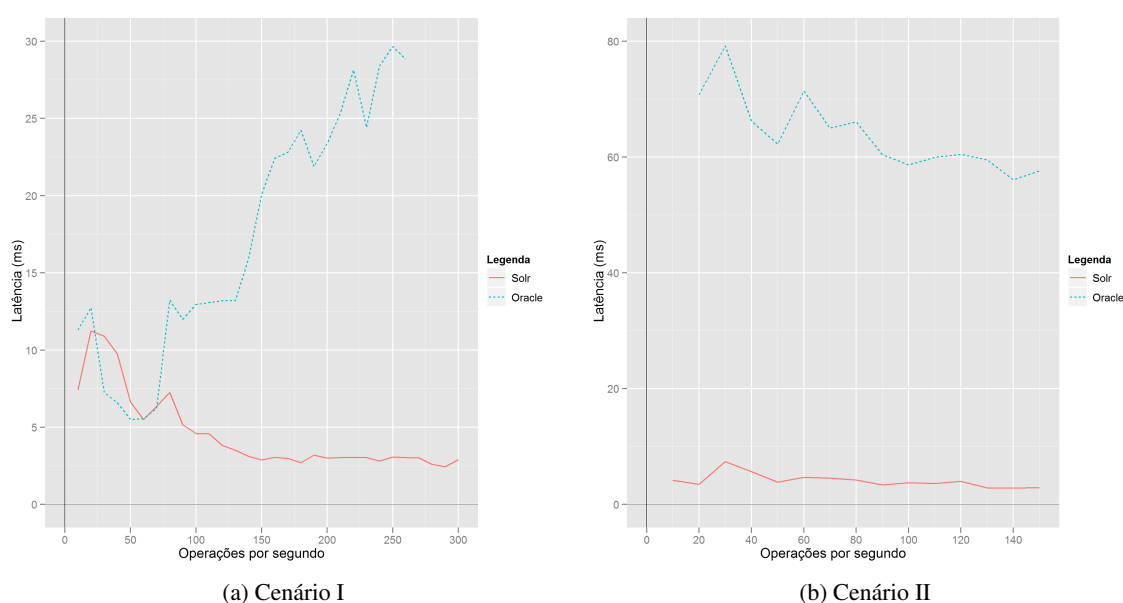 30
25
20
15
10
5
0
Latência (ms)
0 50 100 150 200 250 300
Operações por segundo
Legenda
Solr
Oracle
(a) Cenário I
80
60
40
20
0
Latência (ms)
0 20 40 60 80 100 120 140
Operações por segundo
Legenda
Solr
Oracle
(b) Cenário II